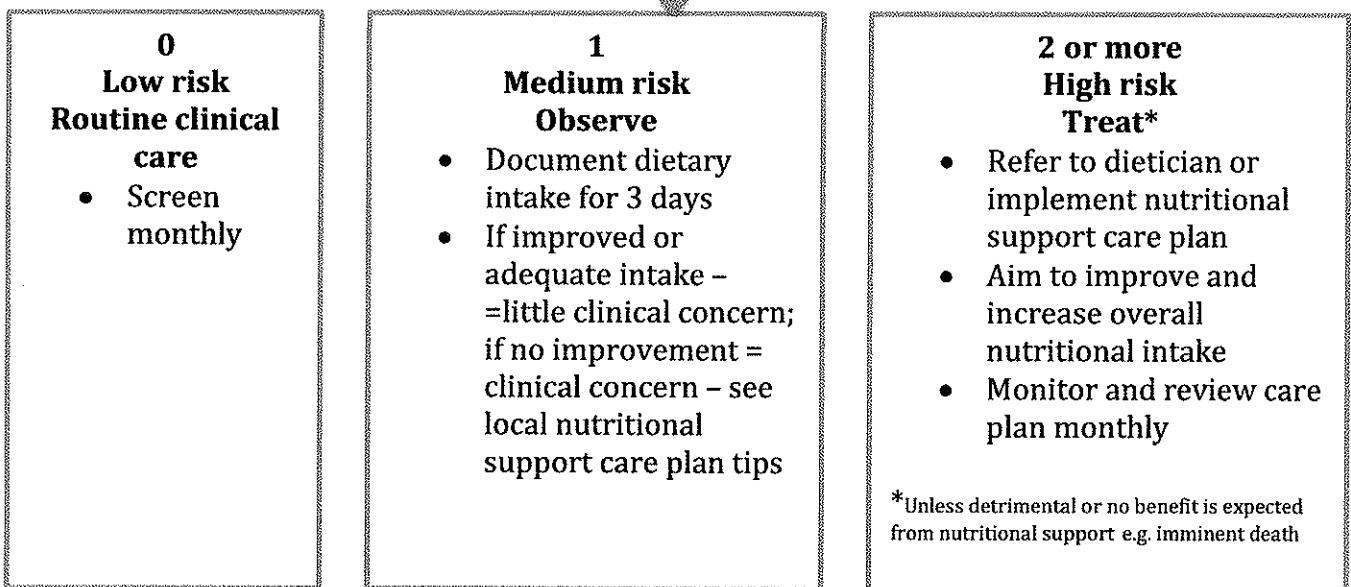 0
Low risk
Routine clinical
care
• Screen
monthly
1
Medium risk
Observe
• Document dietary
intake for 3 days
• If improved or
adequate intake –
=little clinical concern;
if no improvement =
clinical concern – see
local nutritional
support care plan tips
2 or more
High risk
Treat*
• Refer to dietician or
implement nutritional
support care plan
• Aim to improve and
increase overall
nutritional intake
• Monitor and review care
plan monthly
*Unless detrimental or no benefit is expected
from nutritional support e.g. imminent death